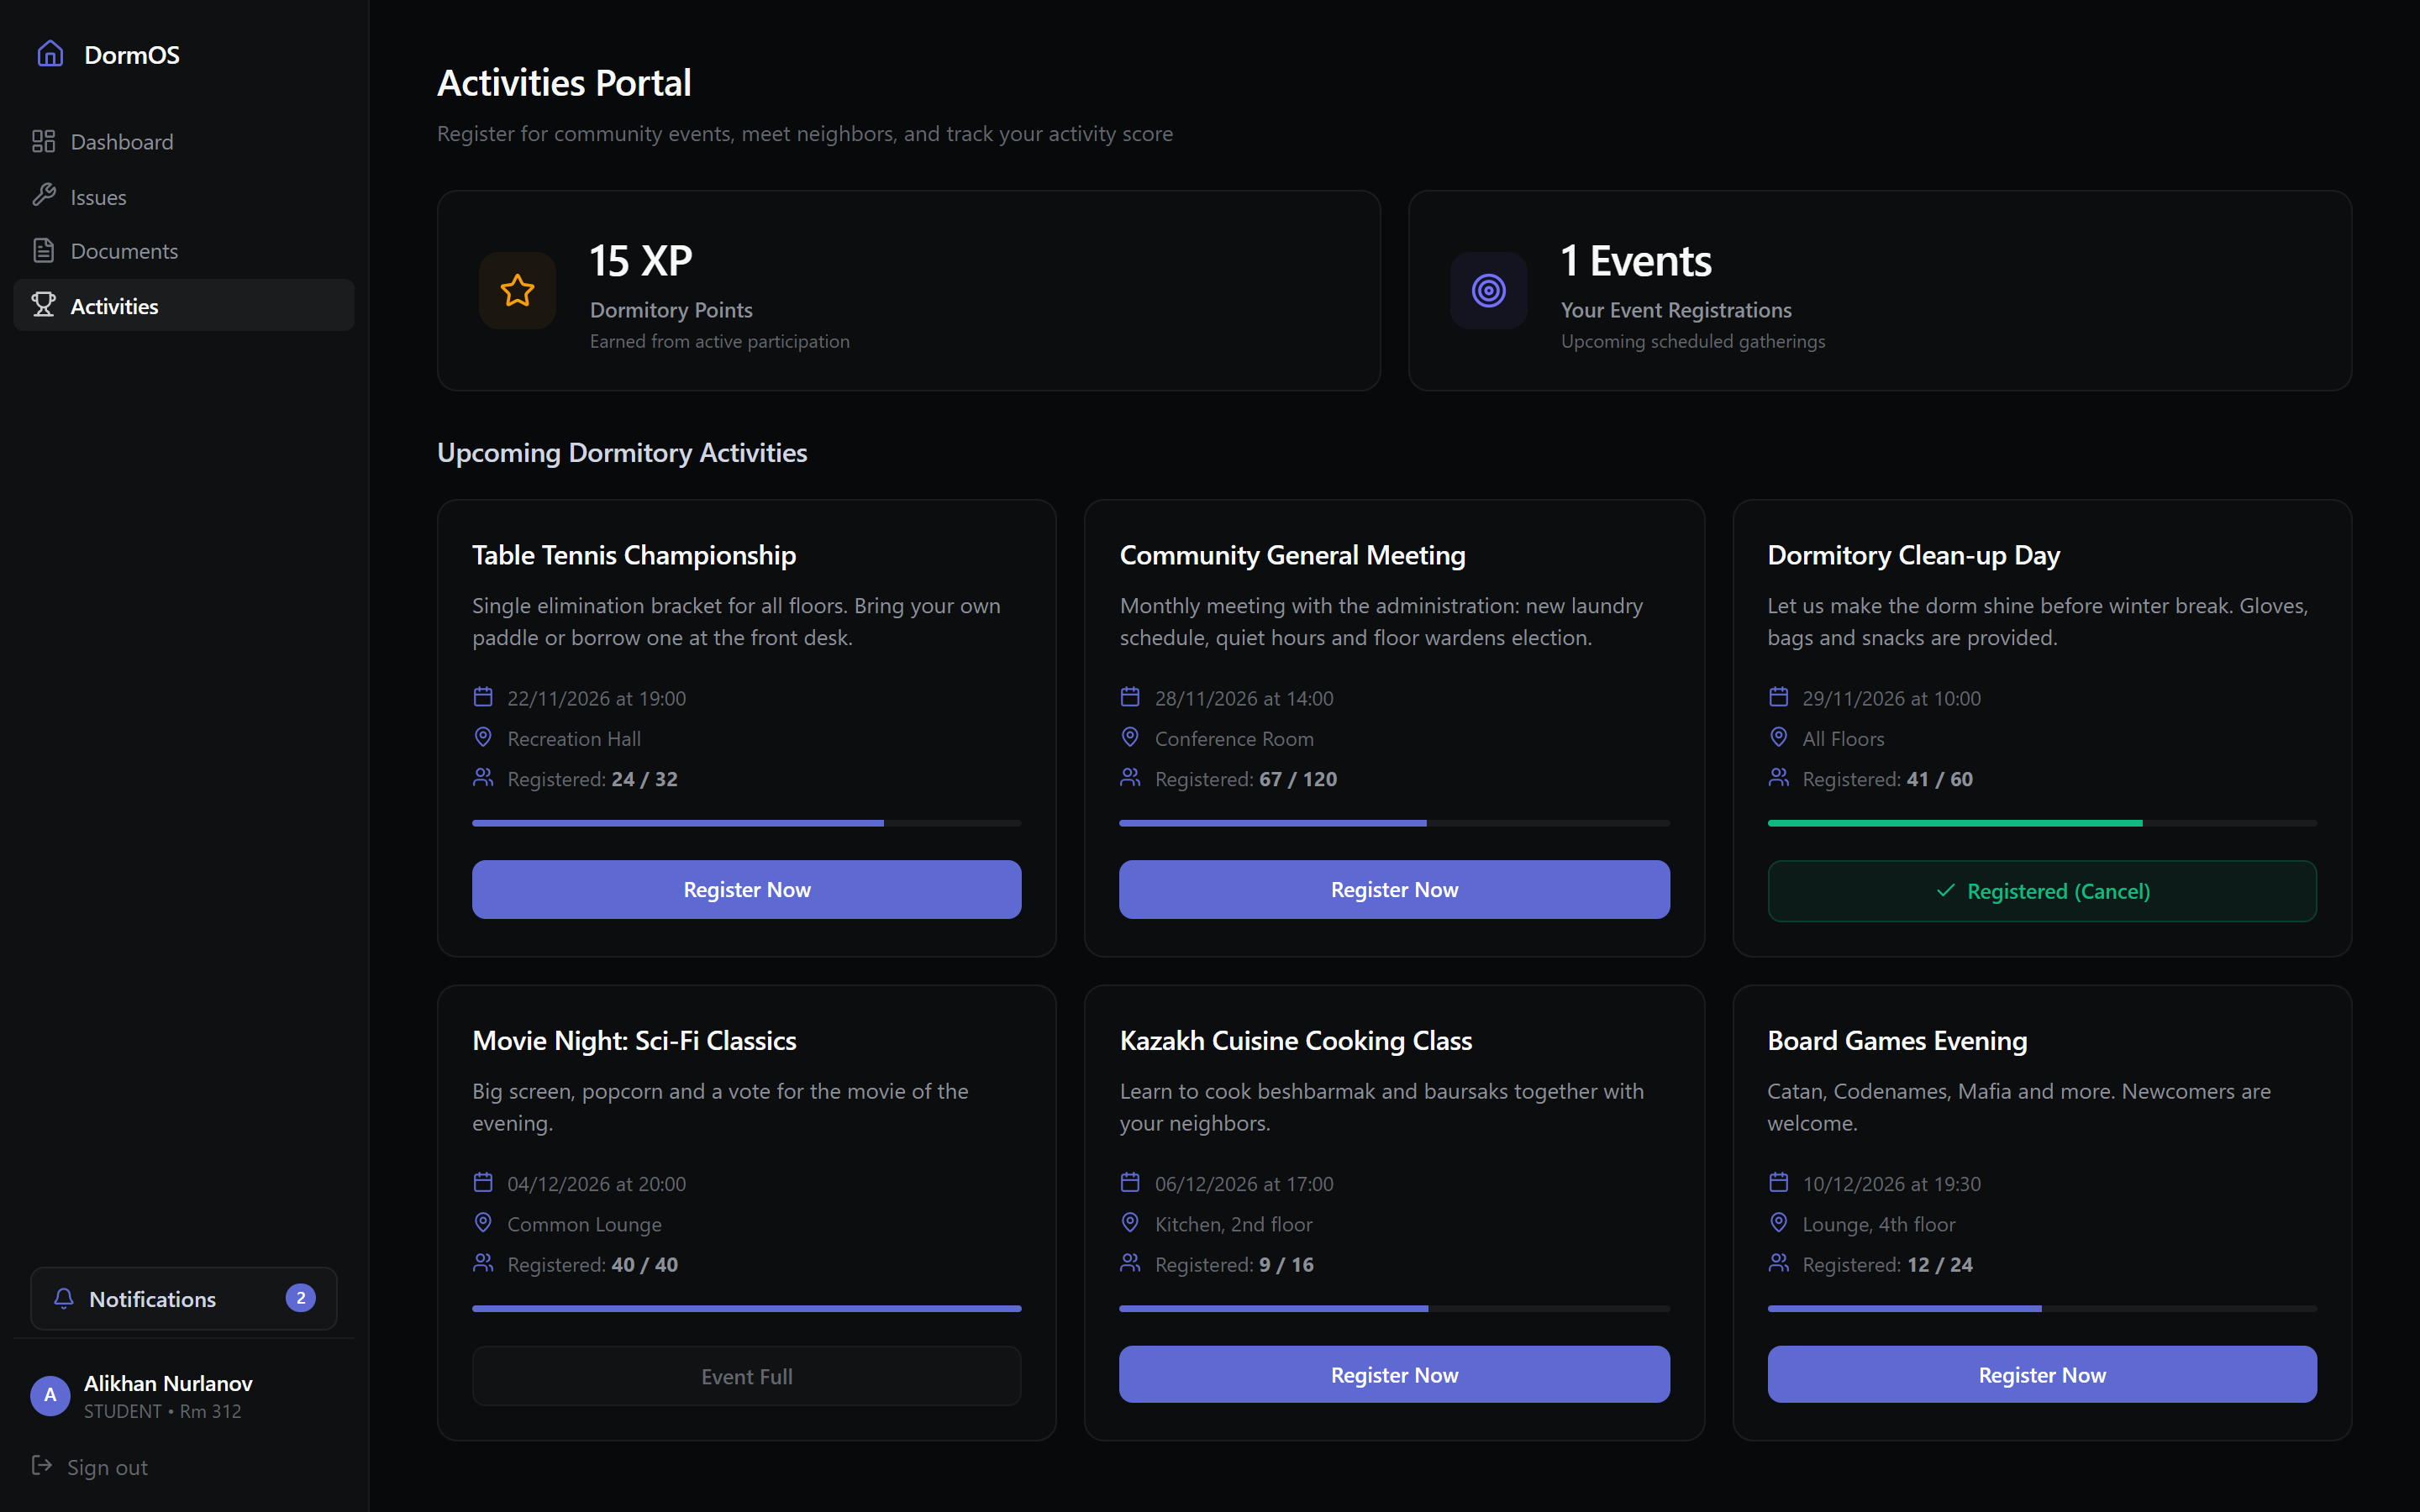 DormOS
Dashboard
Issues
Documents
Activities
Notifications 2
A
Alikhan Nurlanov
STUDENT • Rm 312
Sign out
Activities Portal
Register for community events, meet neighbors, and track your activity score
15 XP
Dormitory Points
Earned from active participation
1 Events
Your Event Registrations
Upcoming scheduled gatherings
Upcoming Dormitory Activities
Table Tennis Championship
Single elimination bracket for all floors. Bring your own
paddle or borrow one at the front desk.
22/11/2026 at 19:00
Recreation Hall
Registered: 24 / 32
Register Now
Community General Meeting
Monthly meeting with the administration: new laundry
schedule, quiet hours and floor wardens election.
28/11/2026 at 14:00
Conference Room
Registered: 67 / 120
Register Now
Dormitory Clean-up Day
Let us make the dorm shine before winter break. Gloves,
bags and snacks are provided.
29/11/2026 at 10:00
All Floors
Registered: 41 / 60
Registered (Cancel)
Movie Night: Sci-Fi Classics
Big screen, popcorn and a vote for the movie of the
evening.
04/12/2026 at 20:00
Common Lounge
Registered: 40 / 40
Event Full
Kazakh Cuisine Cooking Class
Learn to cook beshbarmak and baursaks together with
your neighbors.
06/12/2026 at 17:00
Kitchen, 2nd floor
Registered: 9 / 16
Register Now
Board Games Evening
Catan, Codenames, Mafia and more. Newcomers are
welcome.
10/12/2026 at 19:30
Lounge, 4th floor
Registered: 12 / 24
Register Now